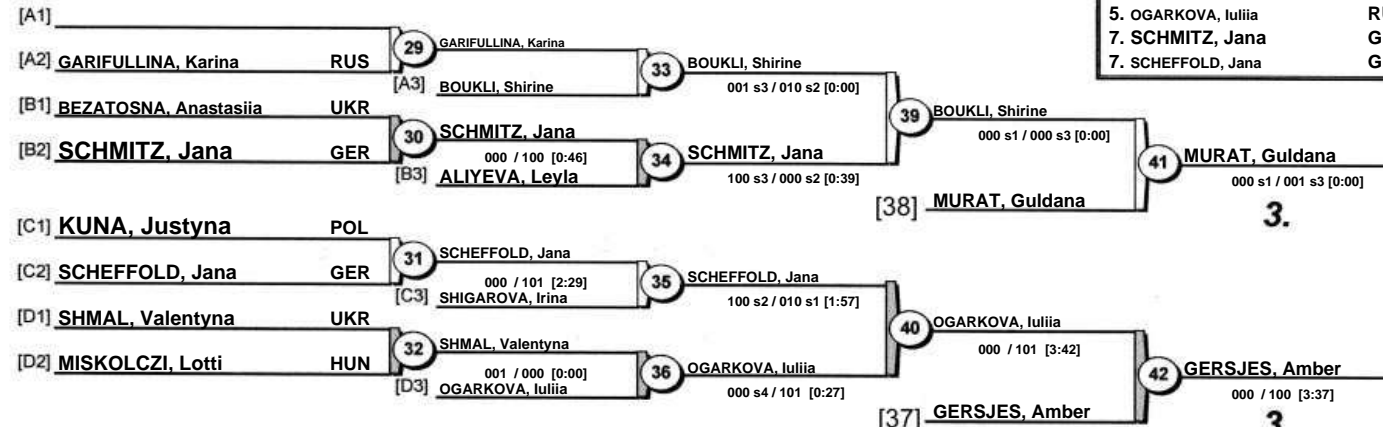 5. OGARKOVA, Iuliia
7. SCHMITZ, Jana
7. SCHEFFOLD, Jana
[A1]
[A2] GARIFULLINA, Karina RUS
29
GARIFULLINA, Karina
[A3] BOUKLI, Shirine
33
BOUKLI, Shirine
001 s3 / 010 s2 [0:00]
[B1] BEZATOSNA, Anastasiia UKR
[B2] SCHMITZ, Jana GER
30
SCHMITZ, Jana
000 / 100 [0:46]
[B3] ALIYEVA, Leyla
34
SCHMITZ, Jana
100 s3 / 000 s2 [0:39]
39
BOUKLI, Shirine
000 s1 / 000 s3 [0:00]
[38] MURAT, Guldana
41
MURAT, Guldana
000 s1 / 001 s3 [0:00]
3.
[C1] KUNA, Justyna POL
[C2] SCHEFFOLD, Jana GER
31
SCHEFFOLD, Jana
000 / 101 [2:29]
[C3] SHIGAROVA, Irina
35
SCHEFFOLD, Jana
100 s2 / 010 s1 [1:57]
[D1] SHMAL, Valentyna UKR
[D2] MISKOLCZI, Lotti HUN
32
SHMAL, Valentyna
001 / 000 [0:00]
[D3] OGARKOVA, Iuliia
36
OGARKOVA, Iuliia
000 s4 / 101 [0:27]
40
OGARKOVA, Iuliia
000 / 101 [3:42]
[37] GERSJES, Amber
42
GERSJES, Amber
000 / 100 [3:37]
3.